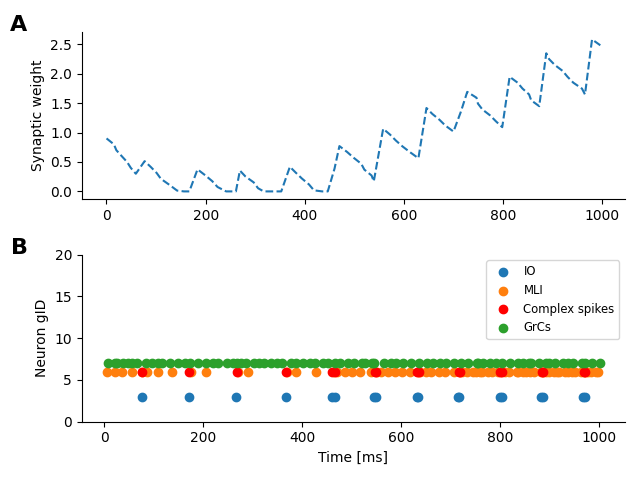 A
Synaptic weight
2.5
2.0
1.5
1.0
0.5
0.0
0 200 400 600 800 1000
B
Neuron gID
20
15
10
5
0
IO
MLI
Complex spikes
GrCs
0 200 400 600 800 1000
Time [ms]